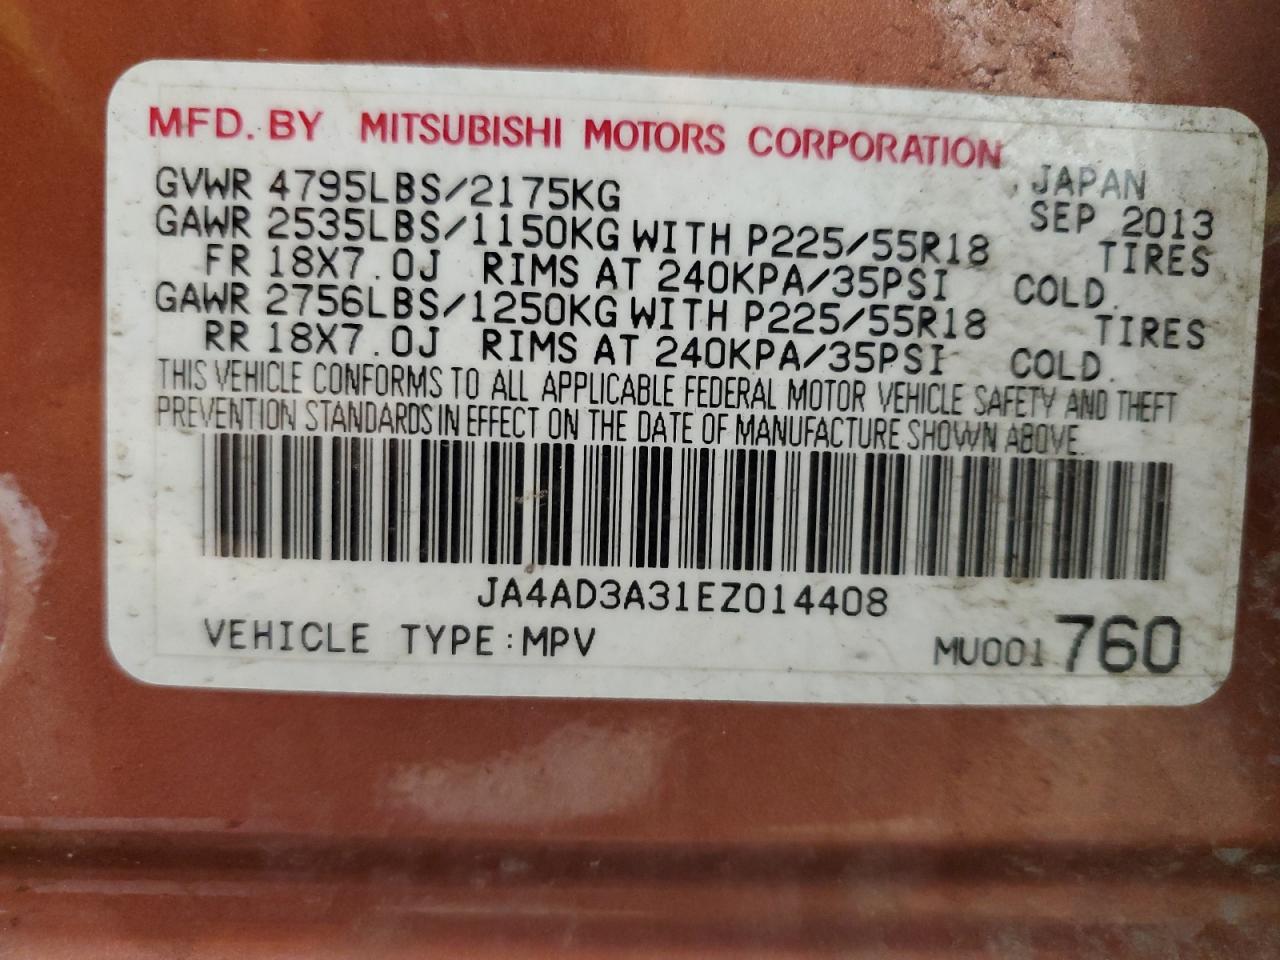 MFD. BY MITSUBISHI MOTORS CORPORATION
GVWR 4795LBS/2175KG JAPAN SEP 2013
GAWR 2535LBS/1150KG WITH P225/55R18 TIRES
FR 18X7.0J RIMS AT 240KPA/35PSI COLD.
GAWR 2756LBS/1250KG WITH P225/55R18 TIRES
RR 18X7.0J RIMS AT 240KPA/35PSI COLD.
THIS VEHICLE CONFORMS TO ALL APPLICABLE FEDERAL MOTOR VEHICLE SAFETY AND THEFT
PREVENTION STANDARDS IN EFFECT ON THE DATE OF MANUFACTURE SHOWN ABOVE.
JA4AD3A31EZ014408
VEHICLE TYPE:MPV MU001 760